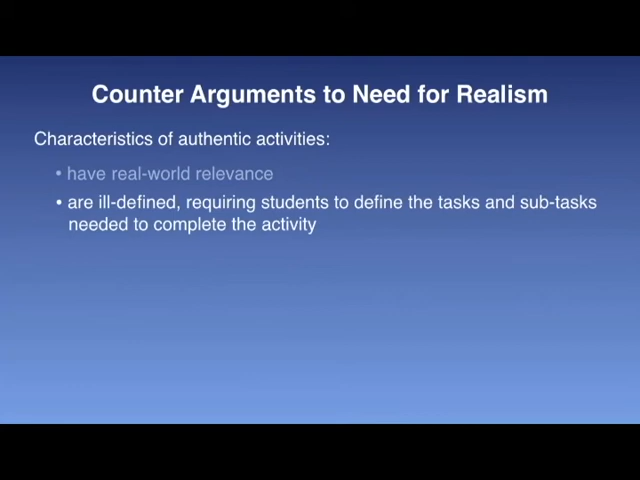 Counter Arguments to Need for Realism
Characteristics of authentic activities:
• have real-world relevance
• are ill-defined, requiring students to define the tasks and sub-tasks
needed to complete the activity